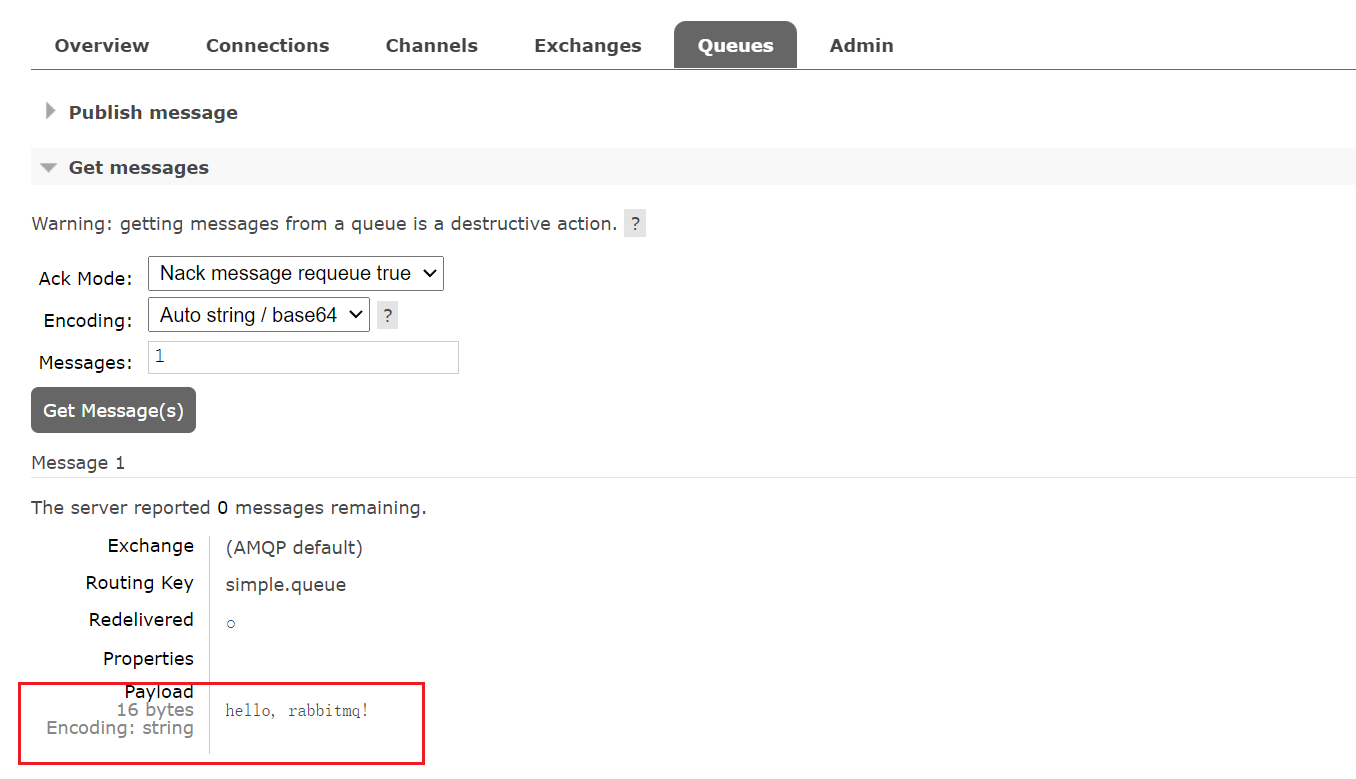 Overview Connections Channels Exchanges Queues Admin
Publish message
Get messages
Warning: getting messages from a queue is a destructive action. ?
Ack Mode: Nack message requeue true
Encoding: Auto string / base64 ?
Messages: 1
Get Message(s)
Message 1
The server reported 0 messages remaining.
Exchange (AMQP default)
Routing Key simple.queue
Redelivered ○
Properties
Payload
16 bytes hello, rabbitmq!
Encoding: string